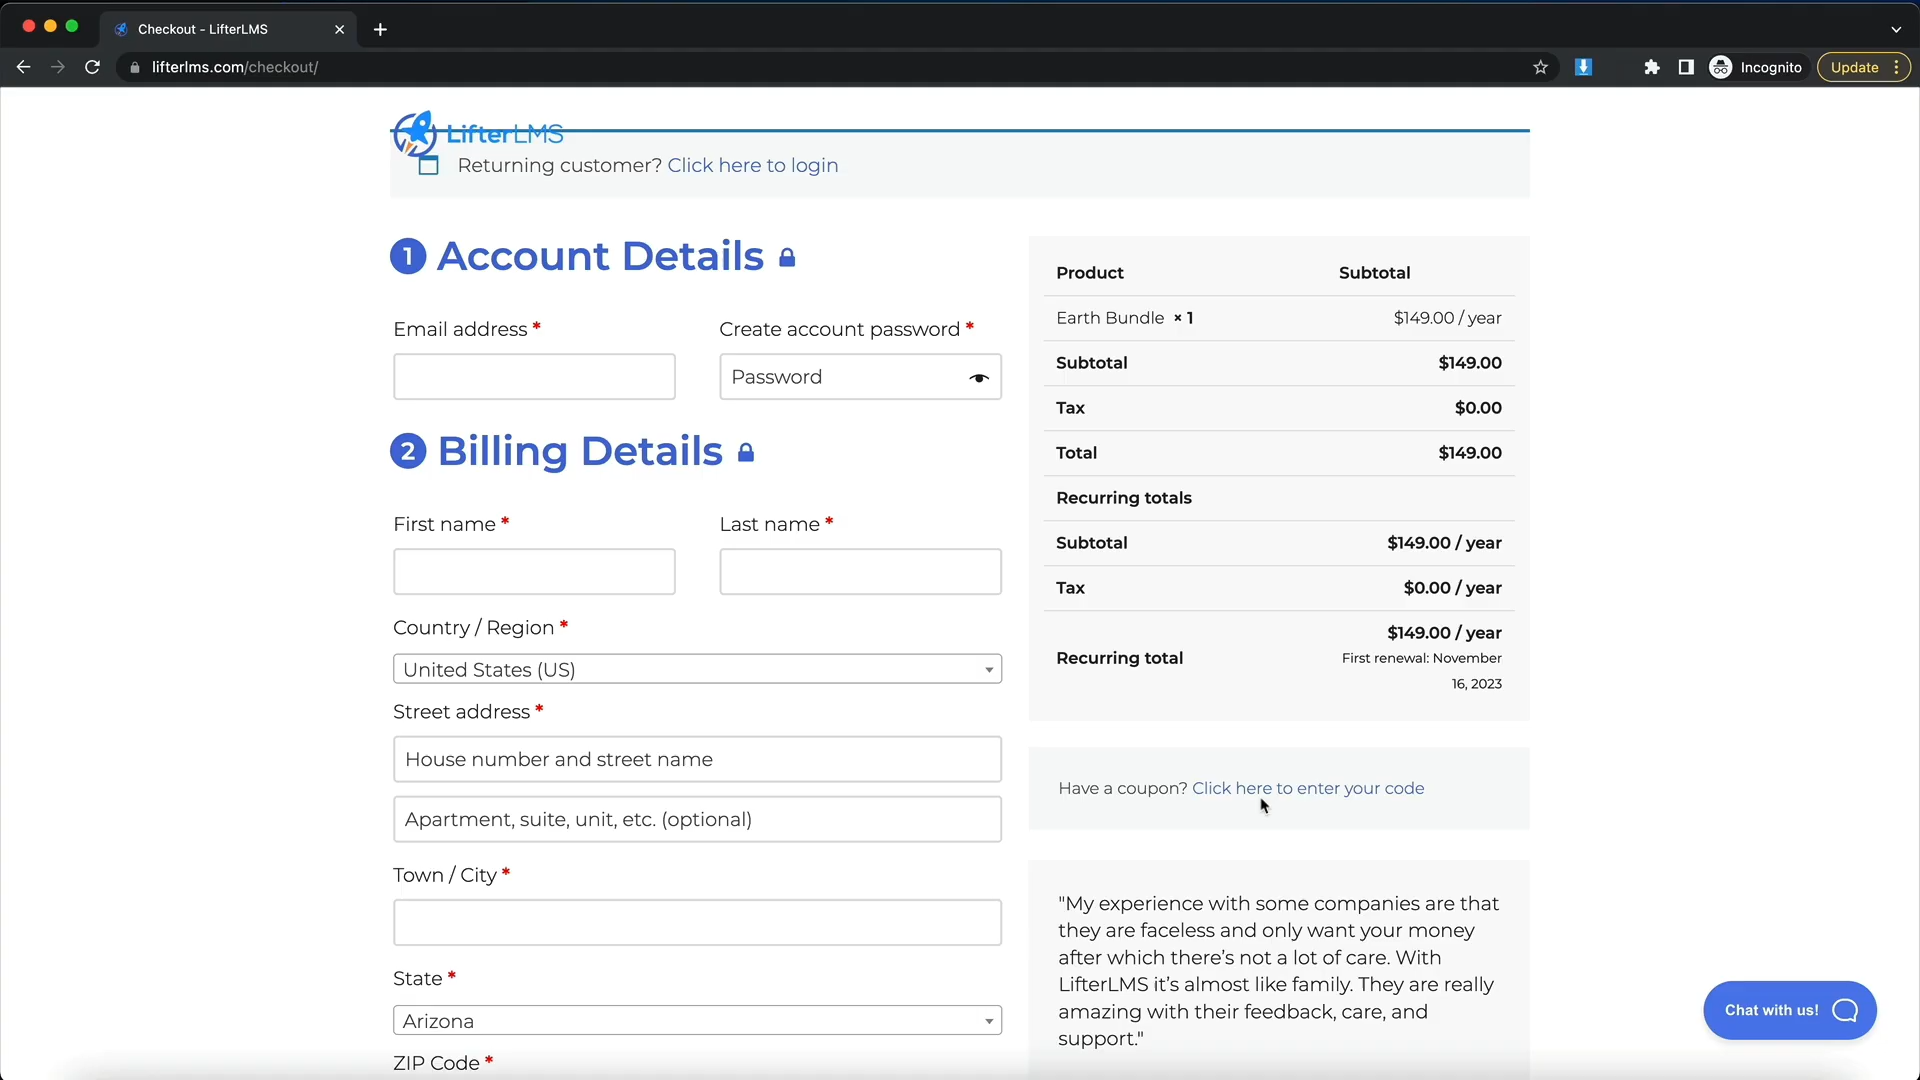 Checkout - LifterLMS
lifterlms.com/checkout/
Incognito
Update
LifterLMS
Returning customer? Click here to login
1 Account Details
Email address *
Create account password *
Password
2 Billing Details
First name *
Last name *
Country / Region *
United States (US)
Street address *
House number and street name
Apartment, suite, unit, etc. (optional)
Town / City *
State *
Arizona
ZIP Code *
Product Subtotal
Earth Bundle × 1 $149.00 / year
Subtotal $149.00
Tax $0.00
Total $149.00
Recurring totals
Subtotal $149.00 / year
Tax $0.00 / year
Recurring total $149.00 / year
First renewal: November
16, 2023
Have a coupon? Click here to enter your code
"My experience with some companies are that
they are faceless and only want your money
after which there's not a lot of care. With
LifterLMS it's almost like family. They are really
amazing with their feedback, care, and
support."
Chat with us!